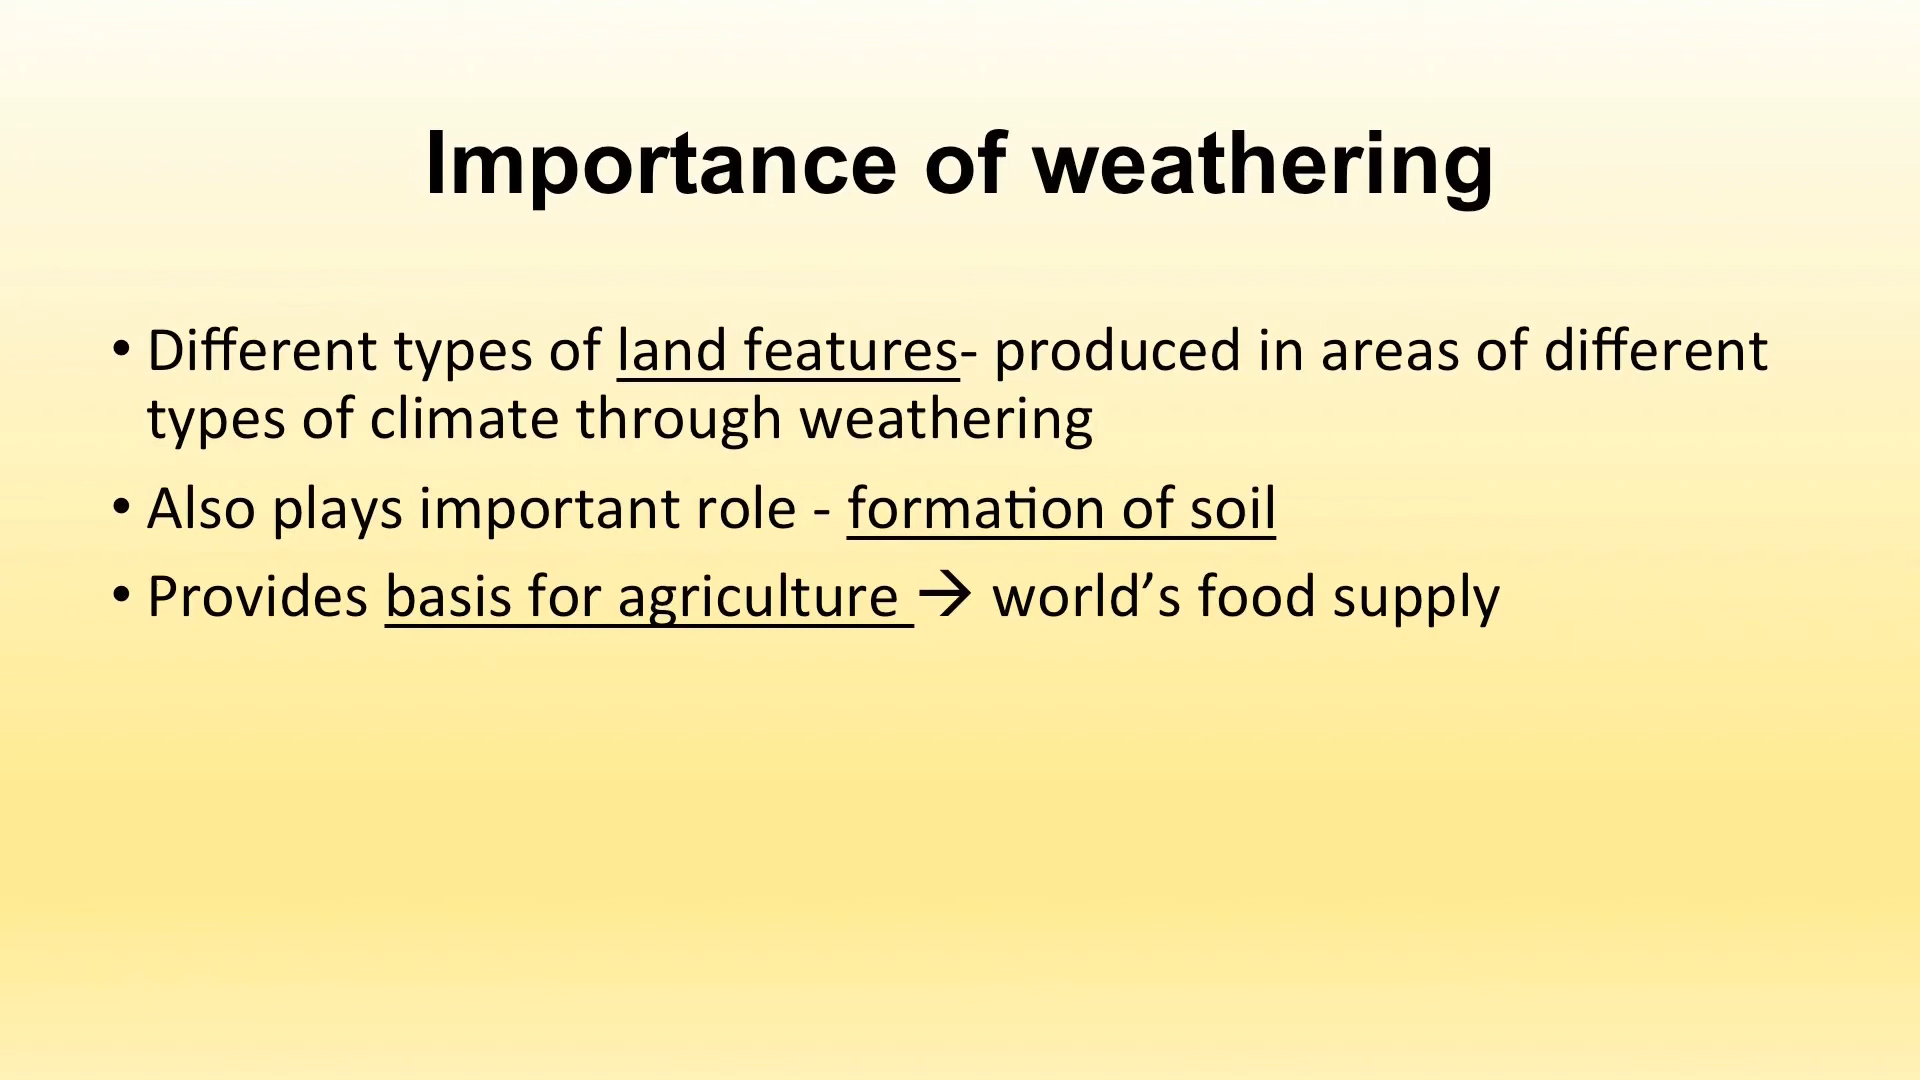 Importance of weathering
• Different types of land features- produced in areas of different
types of climate through weathering
• Also plays important role - formation of soil
• Provides basis for agriculture → world’s food supply